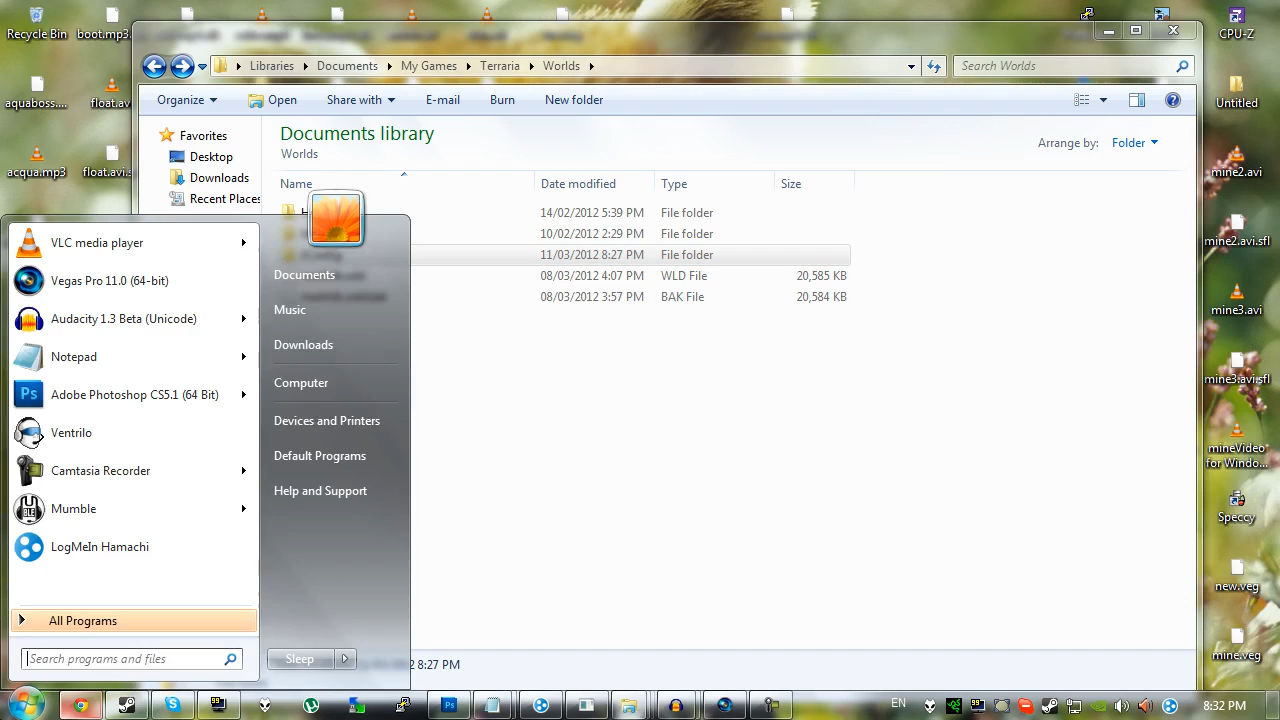 Recycle Bin
boot.mp3
CPU-Z
Libraries
Documents
My Games
Terraria
Worlds
Search Worlds
aquaboss....
float.av
Organize
Open
Share with
E-mail
Burn
New folder
Untitled
Favorites
Documents library
Desktop
Worlds
Arrange by:
Folder
acqua.mp3
float.avi.s
Downloads
mine2.avi
Recent Places
Name
Date modified
Type
Size
14/02/2012 5:39 PM
File folder
10/02/2012 2:29 PM
File folder
mine2.avi.sfl
11/03/2012 8:27 PM
File folder
08/03/2012 4:07 PM
WLD File
20,585 KB
08/03/2012 3:57 PM
BAK File
20,584 KB
mine3.avi
VLC media player
Vegas Pro 11.0 (64-bit)
Audacity 1.3 Beta (Unicode)
Notepad
Adobe Photoshop CS5.1 (64 Bit)
Ventrilo
Camtasia Recorder
Mumble
LogMeIn Hamachi
All Programs
Search programs and files
Documents
Music
Downloads
Computer
Devices and Printers
Default Programs
Help and Support
Sleep
2 8:27 PM
mine3.avi.sfl
mineVideo
for Windo...
Speccy
new.veg
mine.veg
Ps
EN
8:32 PM